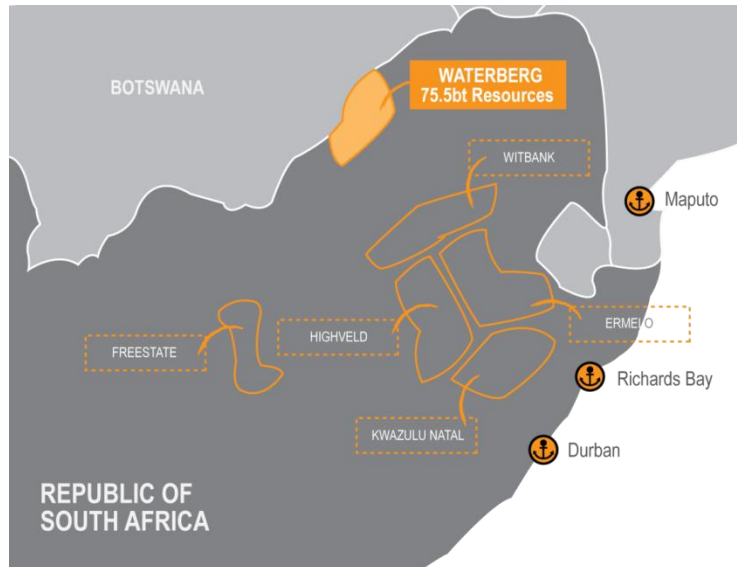 BOTSWANA
WATERBERG
75.5bt Resources
WITBANK
Maputo
FREESTATE
HIGHVELD
ERMELO
Richards Bay
KWAZULU NATAL
Durban
REPUBLIC OF
SOUTH AFRICA